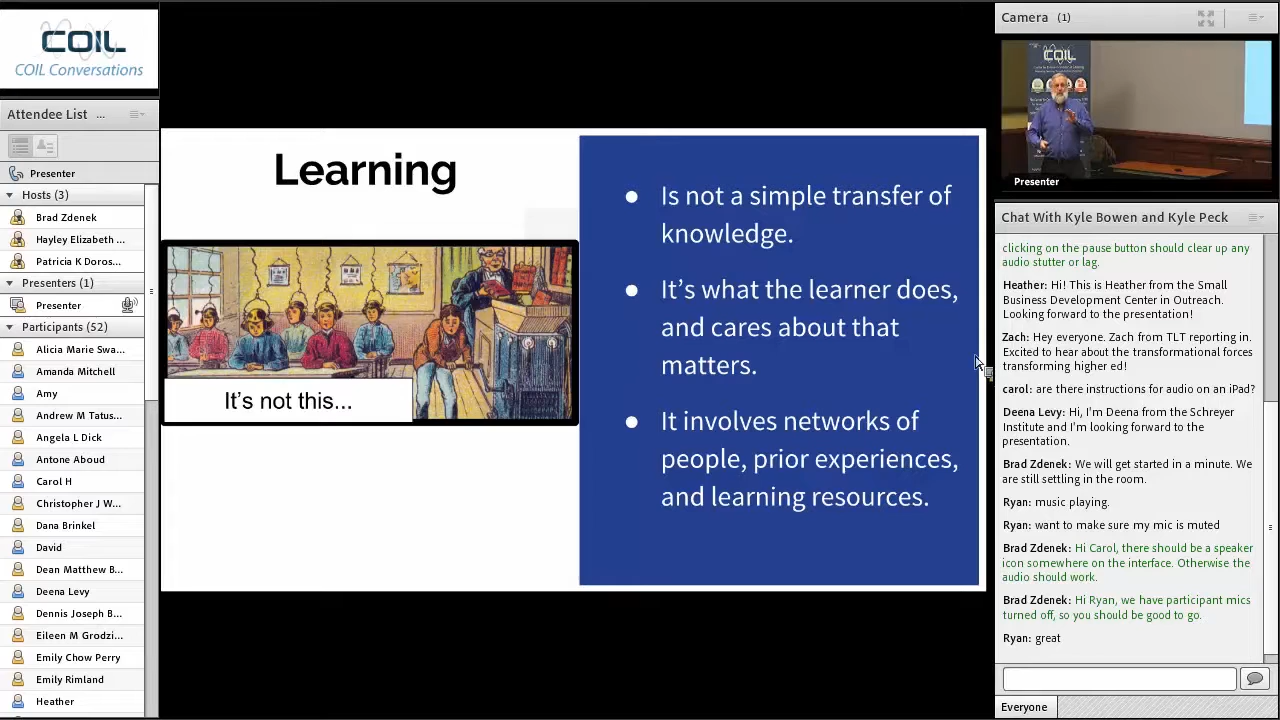 COIL
COIL Conversations
Attendee List ...
Presenter
Hosts (3)
Brad Zdenek
Hayley Elizabeth ...
Patricia K Doros...
Presenters (1)
Presenter
Participants (52)
Alicia Marie Swa...
Amanda Mitchell
Amy
Andrew M Tatus...
Angela L Dick
Antone Aboud
Carol H
Christopher J W...
Dana Brinkel
David
Dean Matthew B...
Deena Levy
Dennis Joseph B...
Eileen M Grodzi...
Emily Chow Perry
Emily Rimland
Heather
Learning
It's not this...
● Is not a simple transfer of
knowledge.
● It’s what the learner does,
and cares about that
matters.
● It involves networks of
people, prior experiences,
and learning resources.
Camera (1)
COIL
Presenter
Chat With Kyle Bowen and Kyle Peck
clicking on the pause button should clear up any
audio stutter or lag.
Heather: Hi! This is Heather from the Small
Business Development Center in Outreach.
Looking forward to the presentation!
Zach: Hey everyone. Zach from TLT reporting in.
Excited to hear about the transformational forces
transforming higher ed!
carol: are there instructions for audio on an iPad?
Deena Levy: Hi, I'm Deena from the Schreyer
Institute and I'm looking forward to the
presentation.
Brad Zdenek: We will get started in a minute. We
are still settling in the room.
Ryan: music playing.
Ryan: want to make sure my mic is muted
Brad Zdenek: Hi Carol, there should be a speaker
icon somewhere on the interface. Otherwise the
audio should work.
Brad Zdenek: Hi Ryan, we have participant mics
turned off, so you should be good to go.
Ryan: great
Everyone